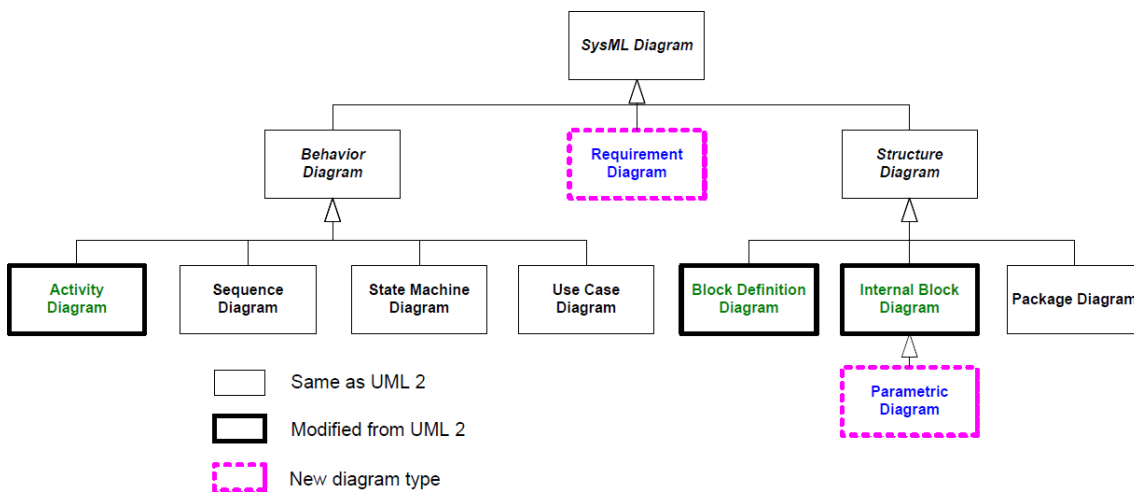 SysML Diagram
Behavior
Diagram
Requirement
Diagram
Structure
Diagram
Activity
Diagram
Sequence
Diagram
State Machine
Diagram
Use Case
Diagram
Block Definition
Diagram
Internal Block
Diagram
Package Diagram
Parametric
Diagram
Same as UML 2
Modified from UML 2
New diagram type